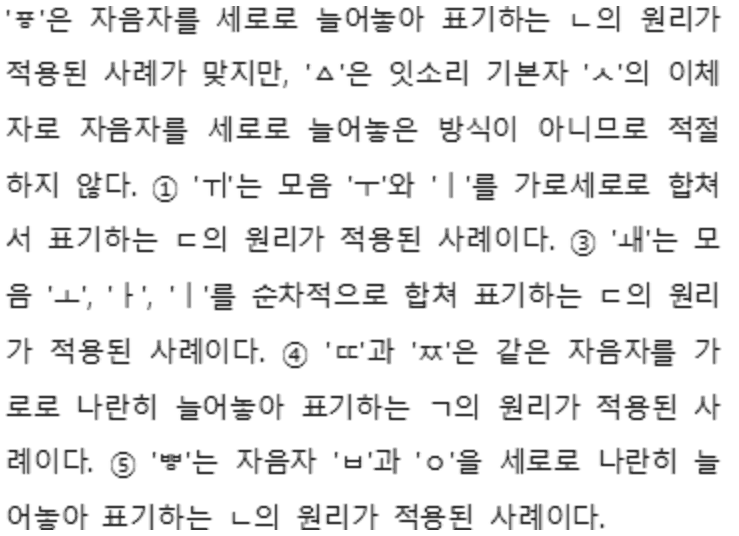 'ㆄ'은 자음자를 세로로 늘어놓아 표기하는 ㄴ의 원리가
적용된 사례가 맞지만, 'ㅿ'은 잇소리 기본자 'ㅅ'의 이체
자로 자음자를 세로로 늘어놓은 방식이 아니므로 적절
하지 않다. ① 'ㅜㅣ'는 모음 'ㅜ'와 'ㅣ'를 가로세로로 합쳐
서 표기하는 ㄷ의 원리가 적용된 사례이다. ③ 'ㅙ'는 모
음 'ㅗ', 'ㅏ', 'ㅣ'를 순차적으로 합쳐 표기하는 ㄷ의 원리
가 적용된 사례이다. ④ 'ㄸ'과 'ㅉ'은 같은 자음자를 가
로로 나란히 늘어놓아 표기하는 ㄱ의 원리가 적용된 사
례이다. ⑤ 'ㅹ'는 자음자 'ㅂ'과 'ㅇ'을 세로로 나란히 늘
어놓아 표기하는 ㄴ의 원리가 적용된 사례이다.